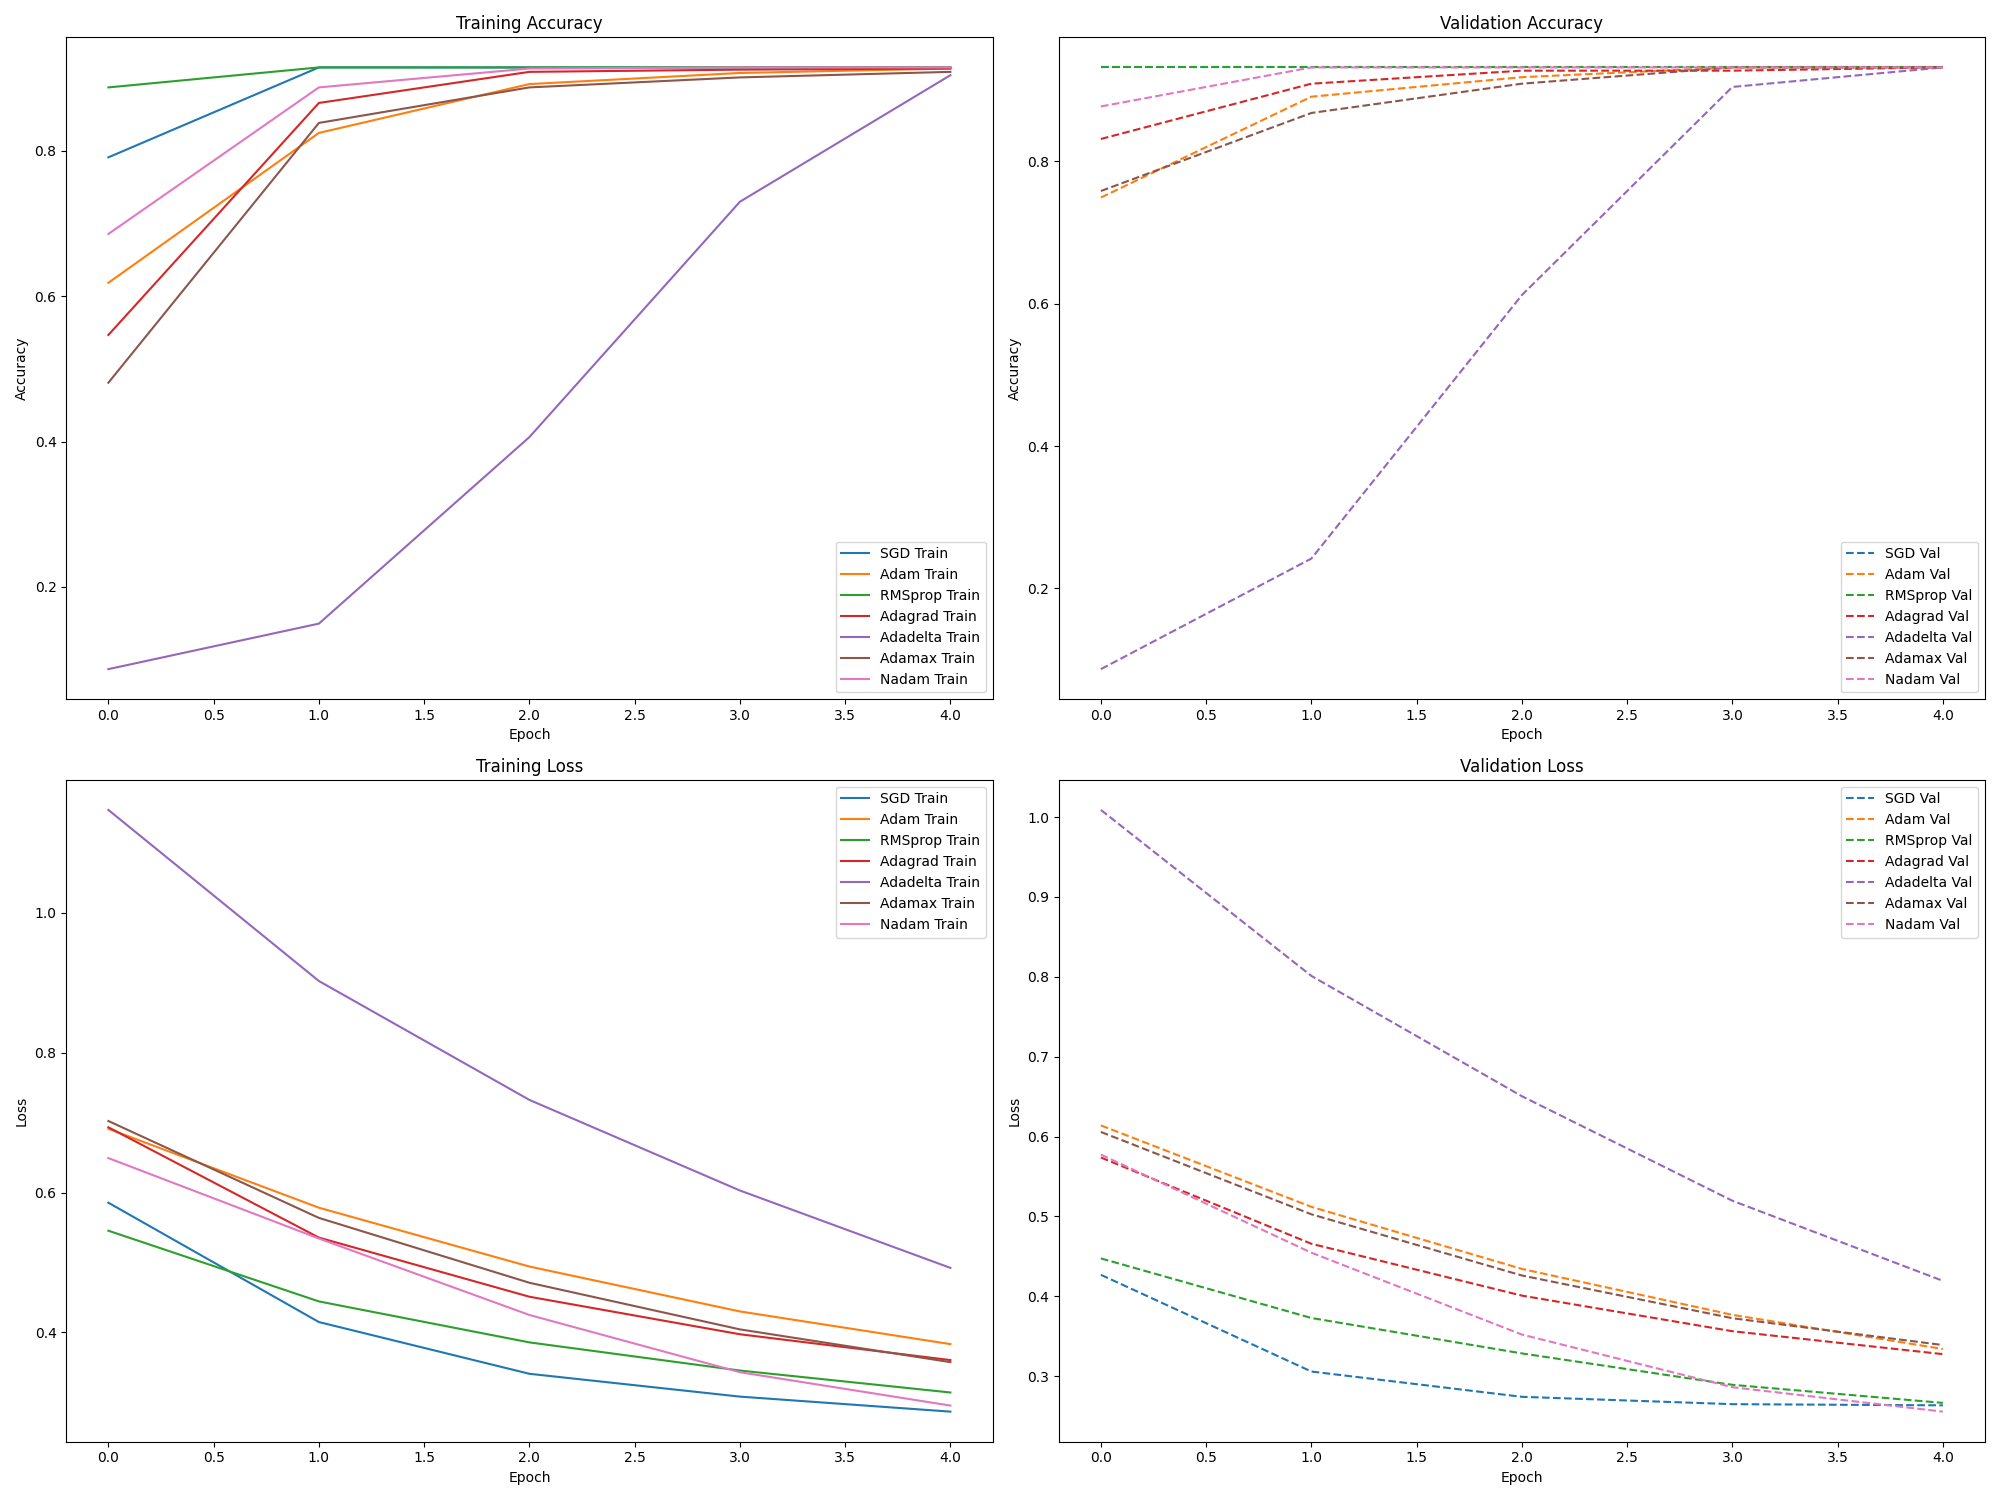 Training Accuracy
Accuracy
0.8
0.6
0.4
0.2
SGD Train
Adam Train
RMSprop Train
Adagrad Train
Adadelta Train
Adamax Train
Nadam Train
0.0 0.5 1.0 1.5 2.0 2.5 3.0 3.5 4.0
Epoch
Validation Accuracy
Accuracy
0.8
0.6
0.4
0.2
SGD Val
Adam Val
RMSprop Val
Adagrad Val
Adadelta Val
Adamax Val
Nadam Val
0.0 0.5 1.0 1.5 2.0 2.5 3.0 3.5 4.0
Epoch
Training Loss
Loss
1.0
0.8
0.6
0.4
SGD Train
Adam Train
RMSprop Train
Adagrad Train
Adadelta Train
Adamax Train
Nadam Train
0.0 0.5 1.0 1.5 2.0 2.5 3.0 3.5 4.0
Epoch
Validation Loss
Loss
1.0
0.9
0.8
0.7
0.6
0.5
0.4
0.3
SGD Val
Adam Val
RMSprop Val
Adagrad Val
Adadelta Val
Adamax Val
Nadam Val
0.0 0.5 1.0 1.5 2.0 2.5 3.0 3.5 4.0
Epoch